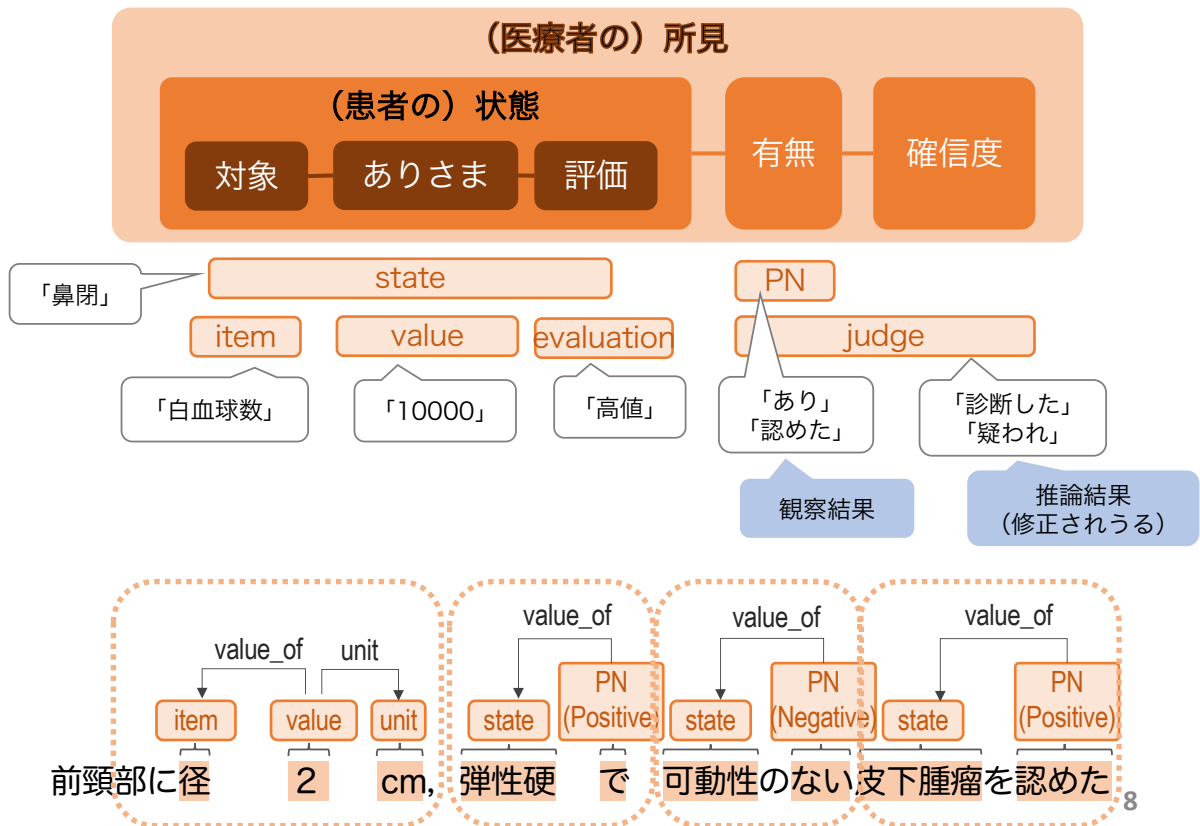 （医療者の）所見
（患者の）状態
対象
ありさま
評価
有無
確信度
「鼻閉」
state
PN
item
value
evaluation
judge
「白血球数」
「10000」
「高値」
「あり」
「認めた」
「診断した」
「疑われ」
観察結果
推論結果
（修正されうる）
value_of
unit
value_of
value_of
value_of
item
value
unit
state
PN
(Positive)
state
PN
(Negative)
state
PN
(Positive)
前頸部に径 2 cm, 弾性硬 で 可動性のない皮下腫瘤を認めた
8